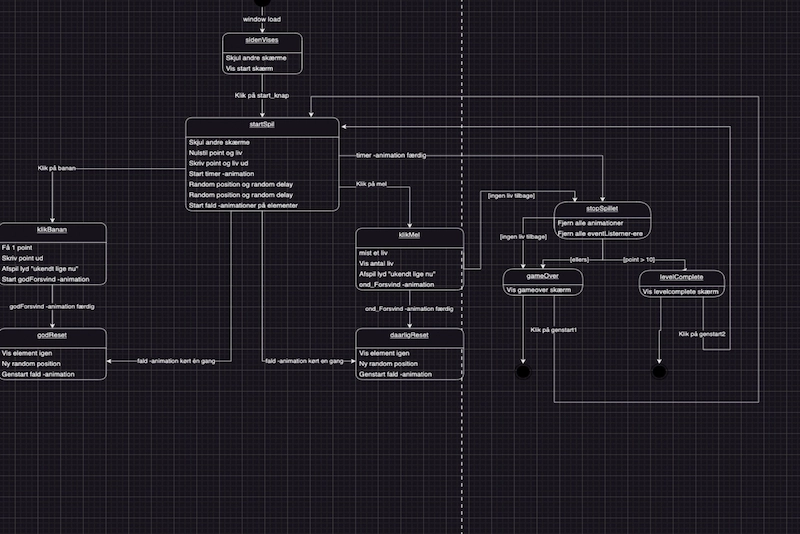 window load
sidenVises
Skjul andre skærme
Vis start skærm
Klik på start_knap
startSpil
Skjul andre skærme
Nulstil point og liv
Skriv point og liv ud
Start timer -animation
Random position og random delay
Random position og random delay
Start fald -animationer på elementer
Klik på banan
klikBanan
Få 1 point
Skriv point ud
Afspil lyd "ukendt lige nu"
Start godForsvind -animation
godForsvind -animation færdig
godReset
Vis element igen
Ny random position
Genstart fald -animation
fald -animation kørt en gang
fald -animation kørt en gang
Klik på mel
klikMel
mist et liv
Vis antal liv
Afspil lyd "ukendt lige nu"
ond_Forsvind -animation
ond_Forsvind -animation færdig
daarligReset
Vis element igen
Ny random position
Genstart fald -animation
timer -animation færdig
[ingen liv tilbage]
stopSpillet
Fjern alle animationer
Fjern alle eventListerner-ere
[ingen liv tilbage]
[ellers]
[point > 10]
gameOver
Vis gameover skærm
Klik på genstart1
levelComplete
Vis levelcomplete skærm
Klik på genstart2